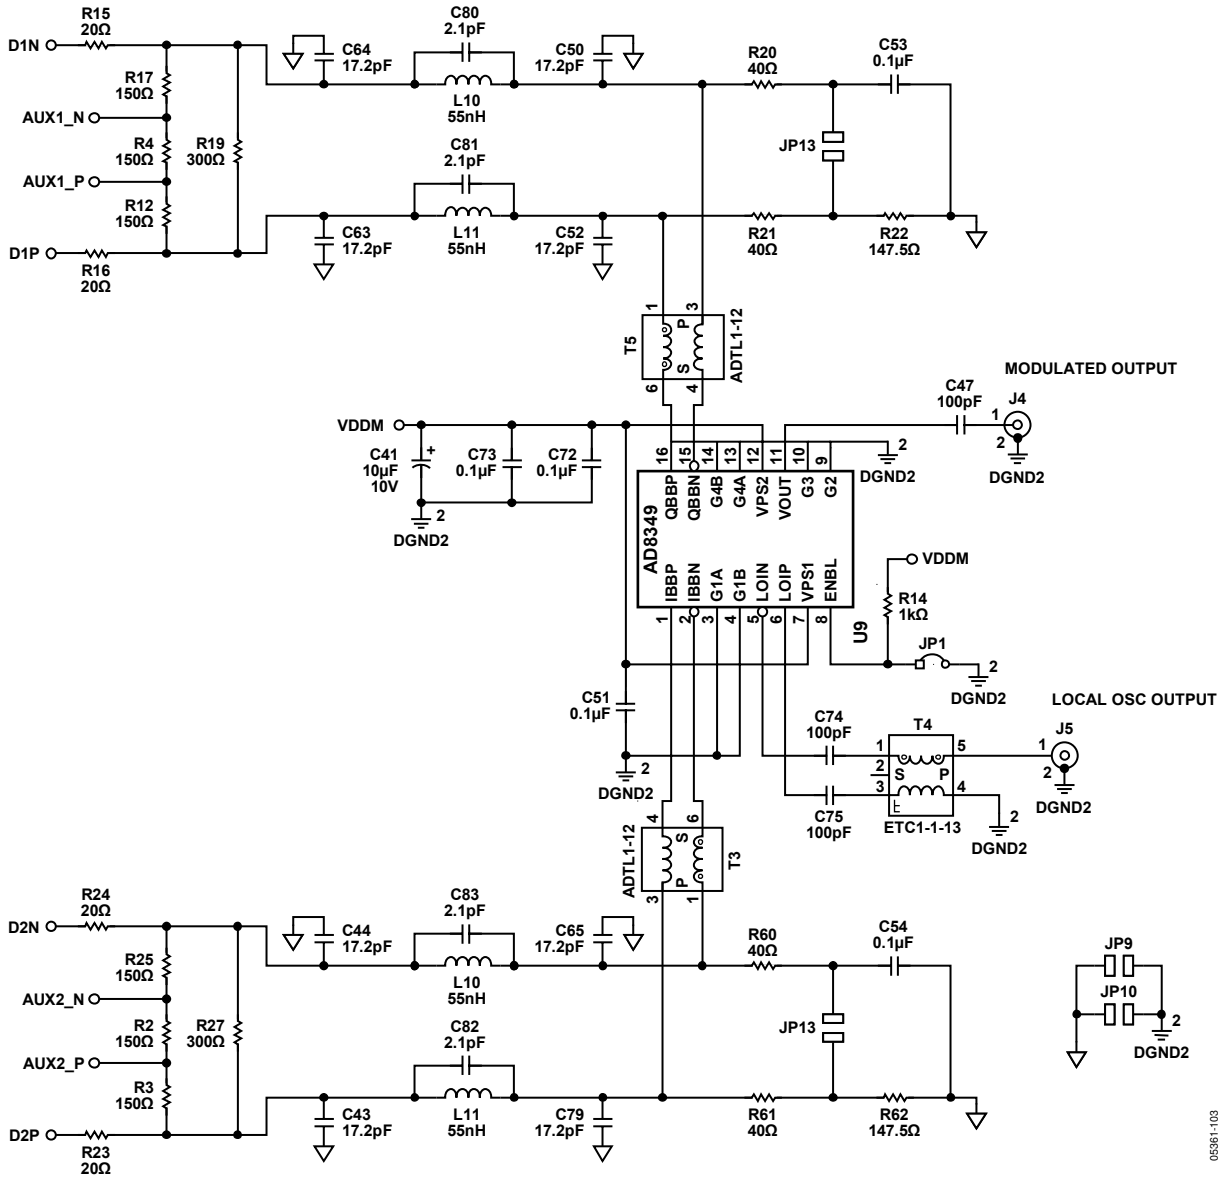 R15
20Ω
D1N
R17
150Ω
AUX1_N
R4
150Ω
R19
300Ω
AUX1_P
R12
150Ω
D1P
R16
20Ω
C64
17.2pF
C80
2.1pF
L10
55nH
C50
17.2pF
C81
2.1pF
C63
17.2pF
L11
55nH
C52
17.2pF
R20
40Ω
C53
0.1µF
JP13
R21
40Ω
R22
147.5Ω
1
3
T5
P
S
ADTL1-12
6
4
MODULATED OUTPUT
C47
100pF
1
J4
2
DGND2
VDDM
C41
10µF
10V
+
C73
0.1µF
C72
0.1µF
2
DGND2
2
DGND2
16
15
14
13
12
11
10
9
QBBP
QBBN
G4B
G4A
VPS2
VOUT
G3
G2
AD8349
IBBP
IBBN
G1A
G1B
LOIN
LOIP
VPS1
ENBL
1
2
3
4
5
6
7
8
U9
VDDM
R14
1kΩ
JP1
2
DGND2
C51
0.1µF
2
DGND2
LOCAL OSC OUTPUT
C74
100pF
C75
100pF
T4
1
5
2
S
P
3
4
ETC1-1-13
2
DGND2
1
J5
2
DGND2
4
6
ADTL1-12
S
P
T3
3
1
R24
20Ω
D2N
R25
150Ω
AUX2_N
R2
150Ω
R27
300Ω
AUX2_P
R3
150Ω
D2P
R23
20Ω
C44
17.2pF
C83
2.1pF
L10
55nH
C65
17.2pF
C82
2.1pF
C43
17.2pF
L11
55nH
C79
17.2pF
R60
40Ω
C54
0.1µF
JP13
R61
40Ω
R62
147.5Ω
JP9
JP10
2
DGND2
05361-103